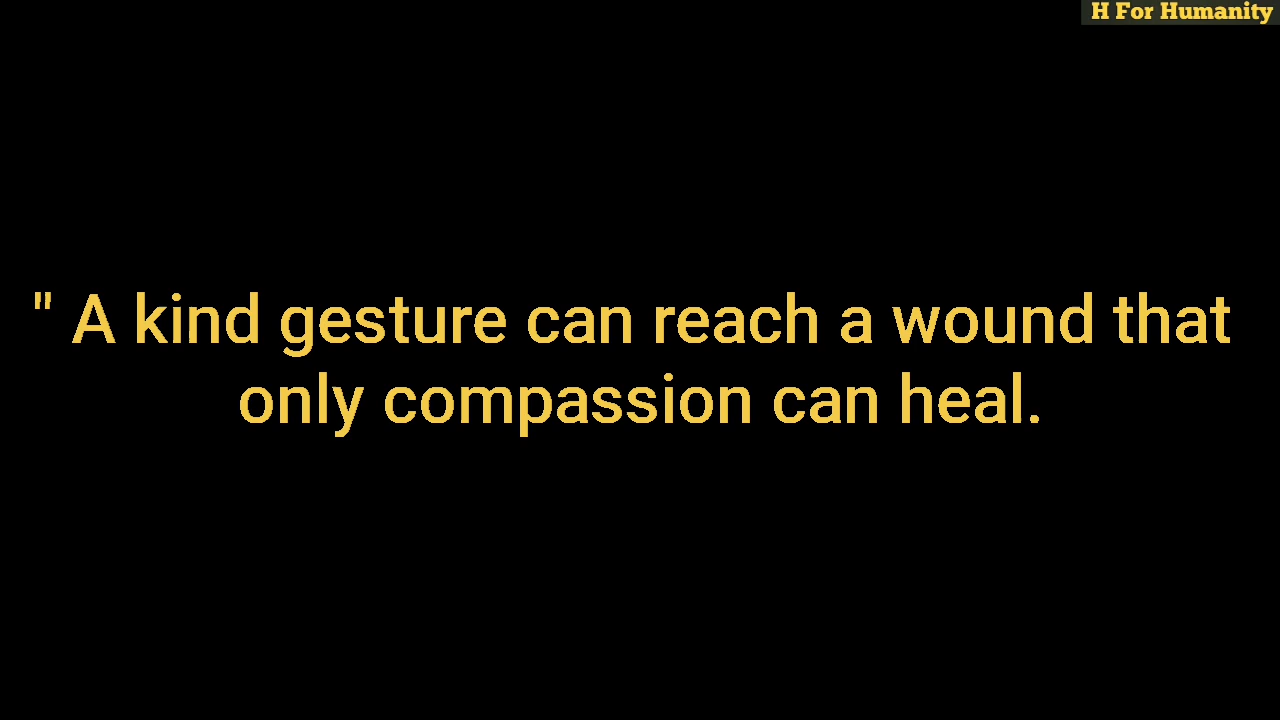 H For Humanity
" A kind gesture can reach a wound that
only compassion can heal.